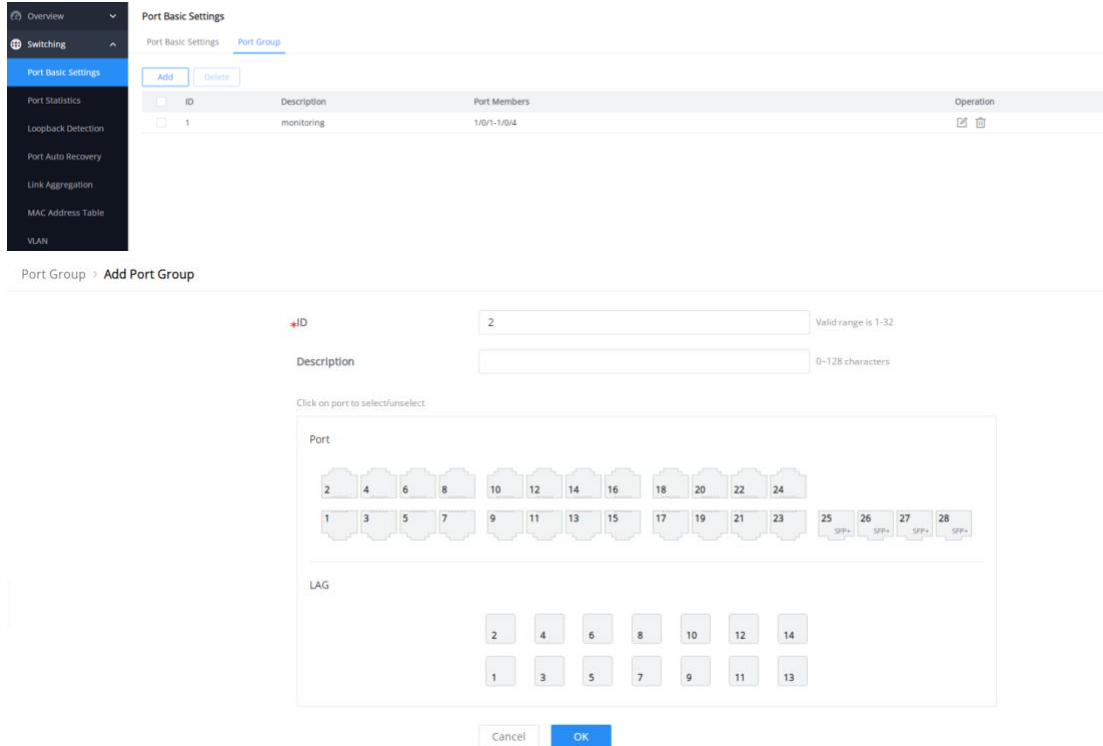 Overview
Switching
Port Basic Settings
Port Statistics
Loopback Detection
Port Auto Recovery
Link Aggregation
MAC Address Table
VLAN
Port Basic Settings
Port Basic Settings Port Group
Add Delete
ID Description Port Members Operation
1 monitoring 1/0/1-1/0/4
Port Group > Add Port Group
*ID 2 Valid range is 1-32
Description 0~128 characters
Click on port to select/unselect
Port
2 4 6 8 10 12 14 16 18 20 22 24
1 3 5 7 9 11 13 15 17 19 21 23 25 26 27 28
SFP+ SFP+ SFP+ SFP+
LAG
2 4 6 8 10 12 14
1 3 5 7 9 11 13
Cancel OK